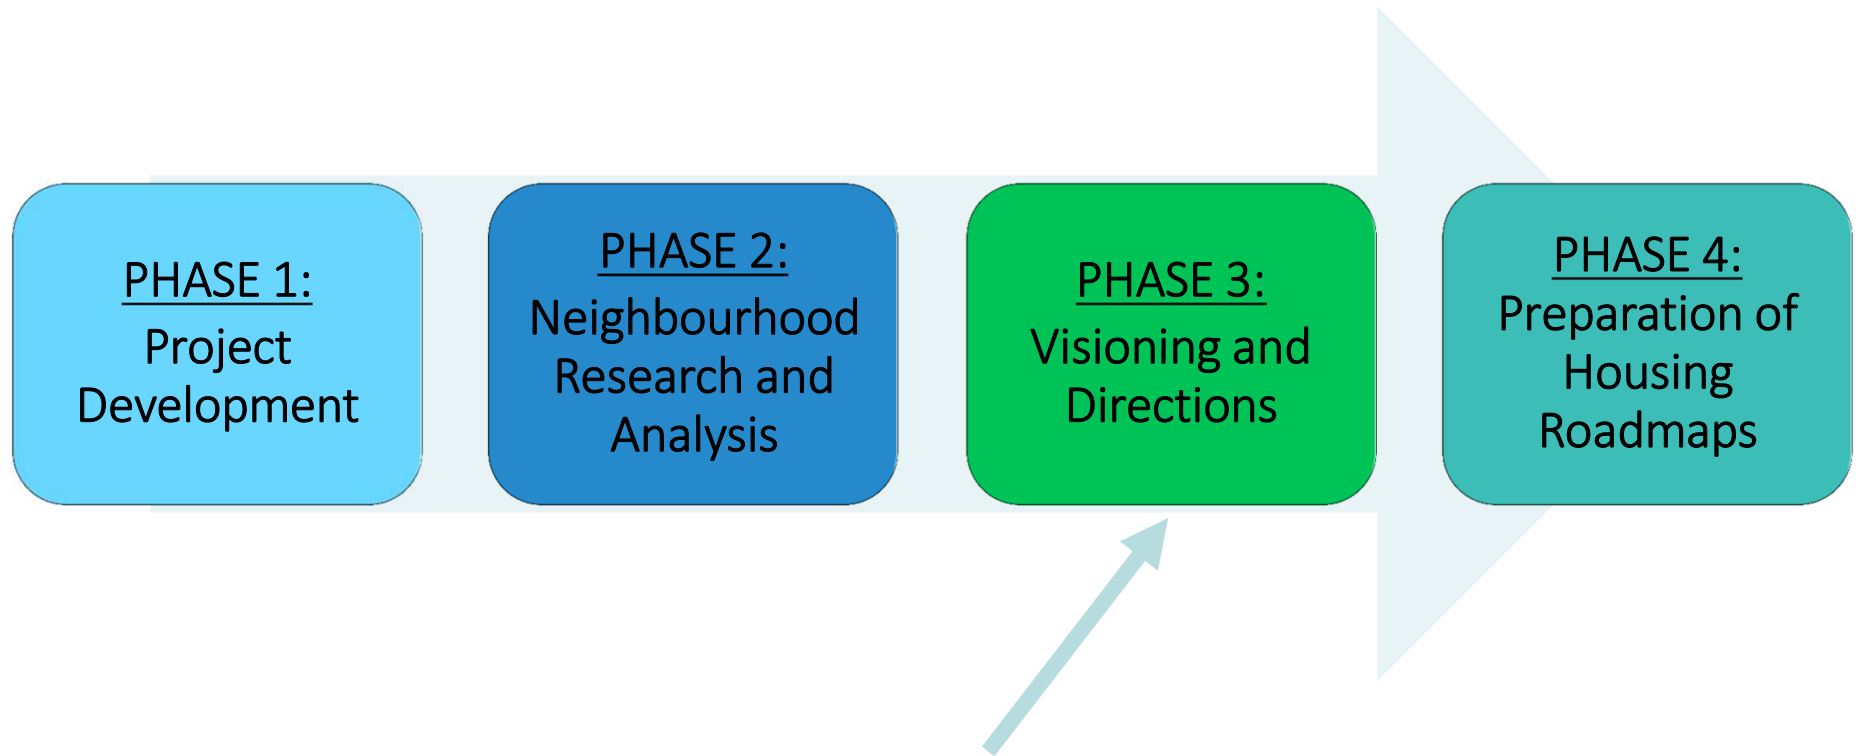 PHASE 1:
Project
Development
PHASE 2:
Neighbourhood
Research and
Analysis
PHASE 3:
Visioning and
Directions
PHASE 4:
Preparation of
Housing
Roadmaps